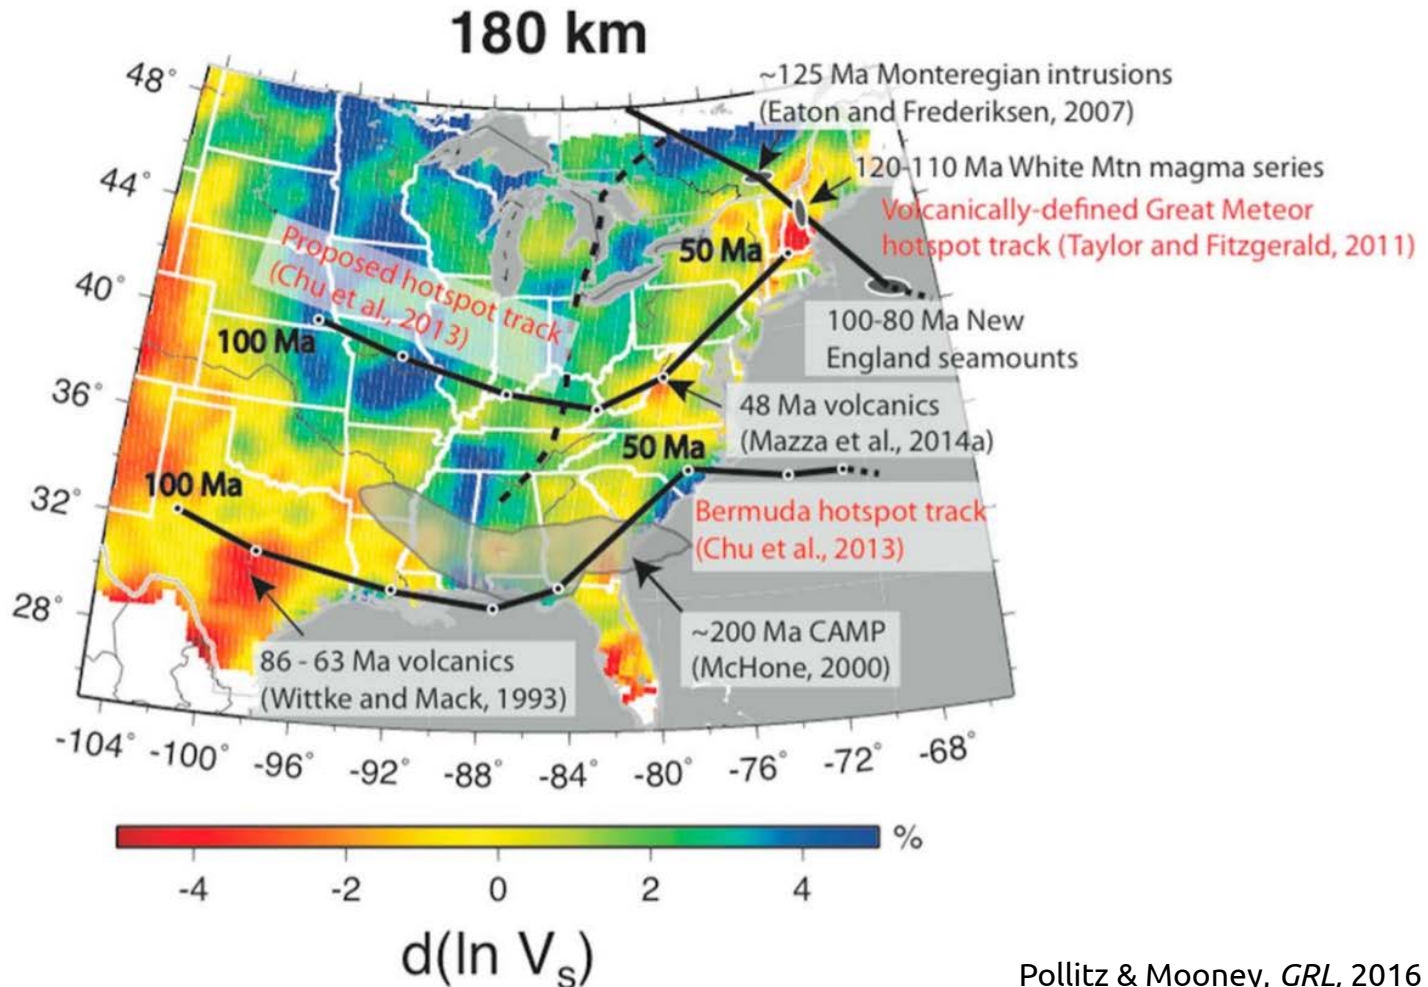 180 km
~125 Ma Monteregian intrusions
(Eaton and Frederiksen, 2007)
120-110 Ma White Mtn magma series
Volcanically-defined Great Meteor
hotspot track (Taylor and Fitzgerald, 2011)
48°
44°
40°
36°
32°
28°
Proposed hotspot track
(Chu et al., 2013)
50 Ma
100 Ma
100-80 Ma New
England seamounts
48 Ma volcanics
(Mazza et al., 2014a)
50 Ma
100 Ma
Bermuda hotspot track
(Chu et al., 2013)
~200 Ma CAMP
(McHone, 2000)
86 - 63 Ma volcanics
(Wittke and Mack, 1993)
-104° -100° -96° -92° -88° -84° -80° -76° -72° -68°
%
-4 -2 0 2 4
d(ln Vs)
Pollitz & Mooney, GRL, 2016